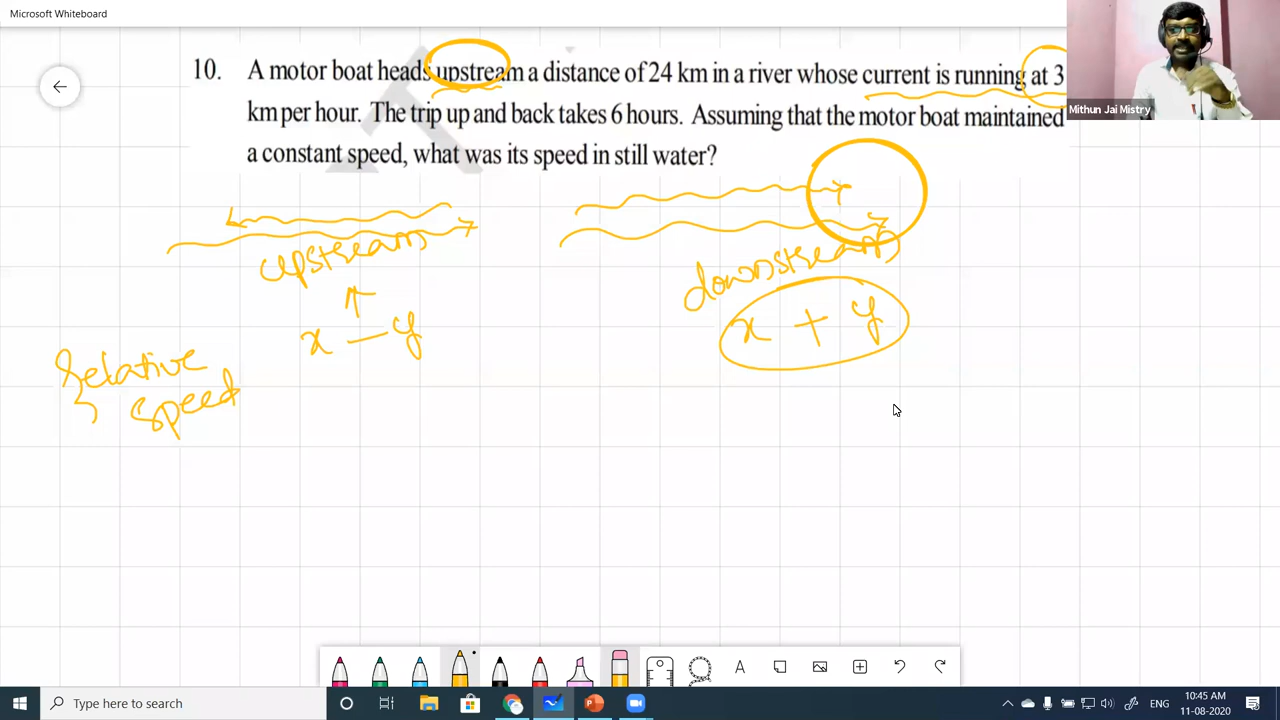 Microsoft Whiteboard
10. A motor boat heads upstream a distance of 24 km in a river whose current is running at 3
km per hour. The trip up and back takes 6 hours. Assuming that the motor boat maintained
a constant speed, what was its speed in still water?
Mithun Jai Mistry
upstream
downstream
x - y
x + y
Relative
speed
A
Type here to search
ENG
10:45 AM
11-08-2020